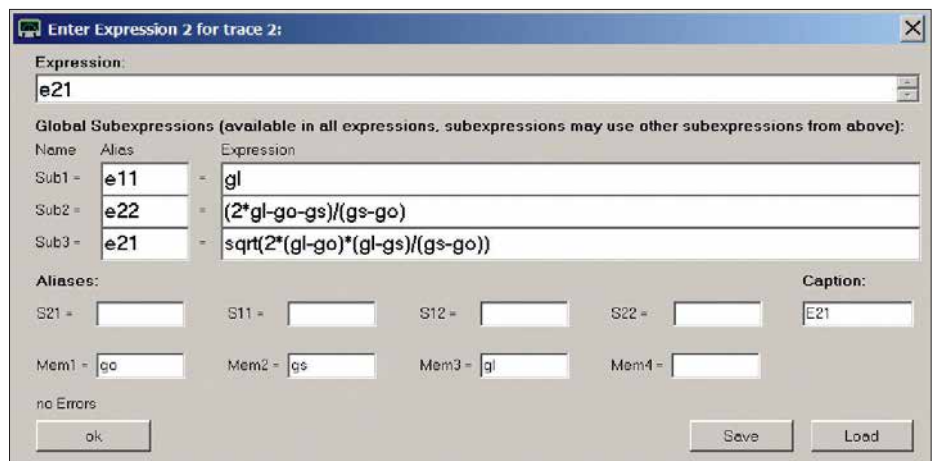 Enter Expression 2 for trace 2:
Expression:
e21
Global Subexpressions (available in all expressions, subexpressions may use other subexpressions from above):
Name Alias Expression
Sub1 = e11 = gl
Sub2 = e22 = (2*gl-go-gs)/(gs-go)
Sub3 = e21 = sqrt(2*(gl-go)*(gl-gs)/(gs-go))
Aliases: Caption:
S21 = S11 = S12 = S22 = E21
Mem1 = go Mem2 = gs Mem3 = gl Mem4 =
no Errors
ok Save Load